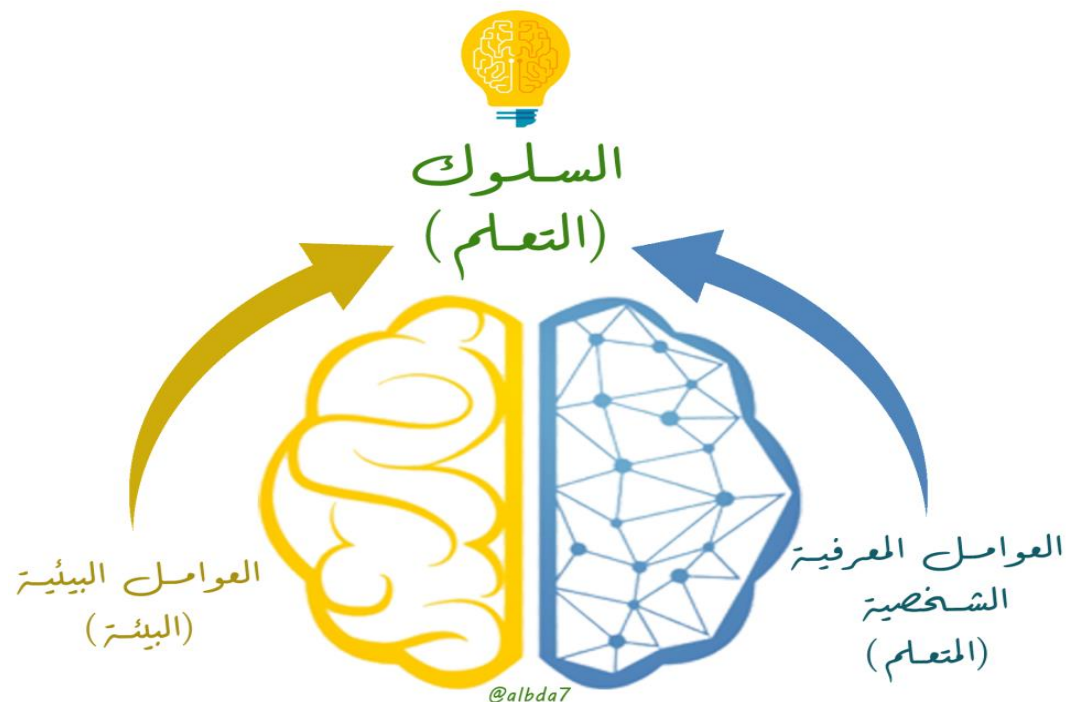 السلوك
(التعلم)
العوامل المعرفية
الشخصية
(المتعلم)
العوامل البيئية
(البيئة)
@albda7